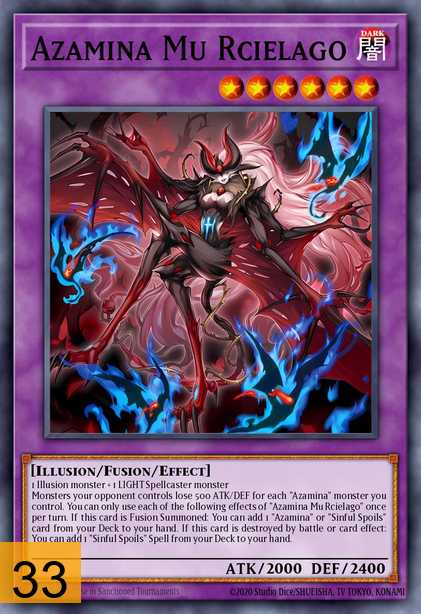 Azamina Mu Rcielago
DARK
闇
[Illusion/Fusion/Effect]
1 Illusion monster + 1 LIGHT Spellcaster monster
Monsters your opponent controls lose 500 ATK/DEF for each "Azamina" monster you
control. You can only use each of the following effects of "Azamina Mu Rcielago" once
per turn. If this card is Fusion Summoned: You can add 1 "Azamina" or "Sinful Spoils"
card from your Deck to your hand. If this card is destroyed by battle or card effect:
You can add 1 "Sinful Spoils" Spell from your Deck to your hand.
ATK/2000 DEF/2400
33
se in Sanctioned Tournaments
©2020 Studio Dice/SHUEISHA, TV TOKYO, KONAMI